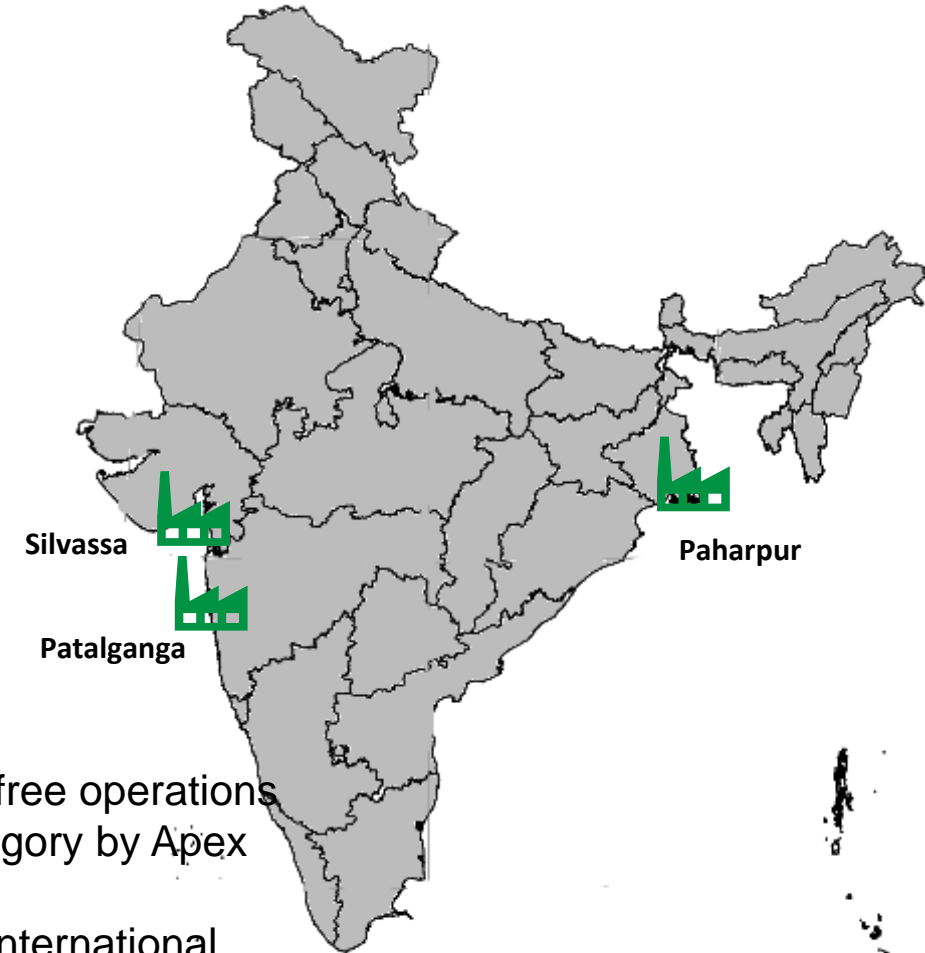 Silvassa
Paharpur
Patalganga
free operations
gory by Apex
nternational